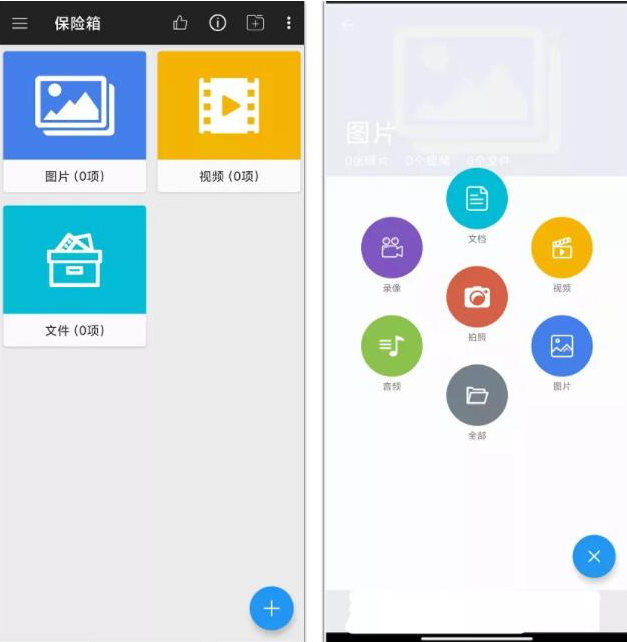 保险箱
图片 (0项)
视频 (0项)
文件 (0项)
图片
0张照片 0个视频 0个文件
文档
录像
视频
拍照
音频
图片
全部